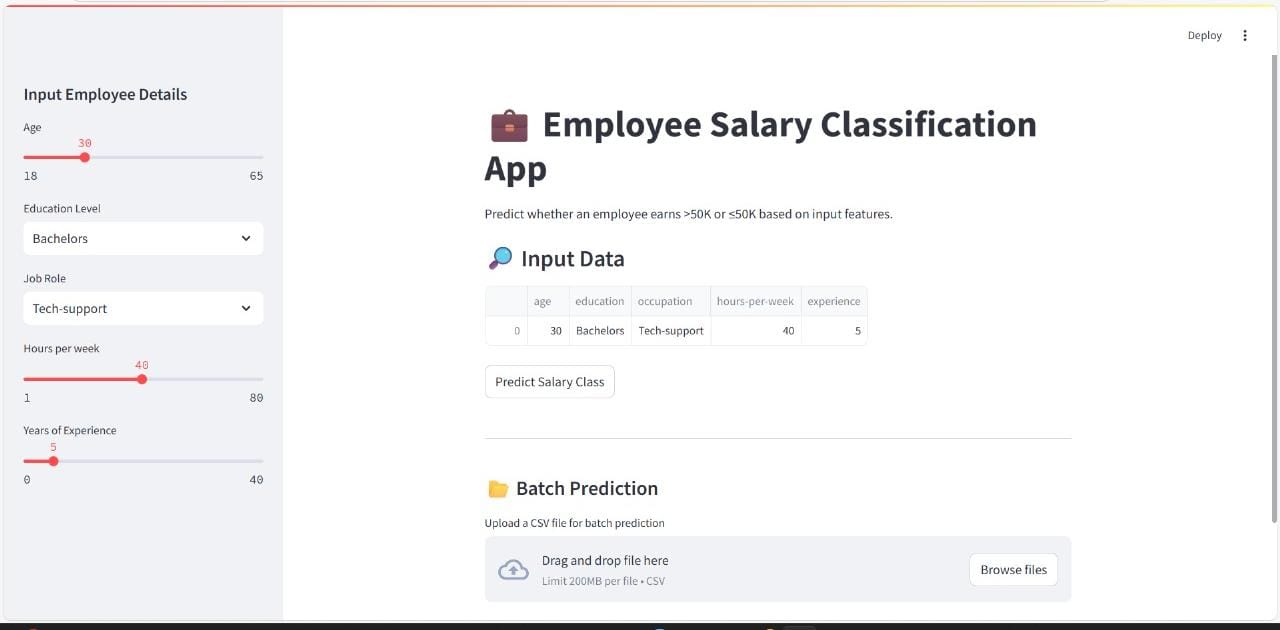 Deploy
Input Employee Details
Age
30
18 65
Education Level
Bachelors
Job Role
Tech-support
Hours per week
40
1 80
Years of Experience
5
0 40
Employee Salary Classification
App
Predict whether an employee earns >50K or ≤50K based on input features.
Input Data
age education occupation hours-per-week experience
0 30 Bachelors Tech-support 40 5
Predict Salary Class
Batch Prediction
Upload a CSV file for batch prediction
Drag and drop file here
Limit 200MB per file • CSV
Browse files